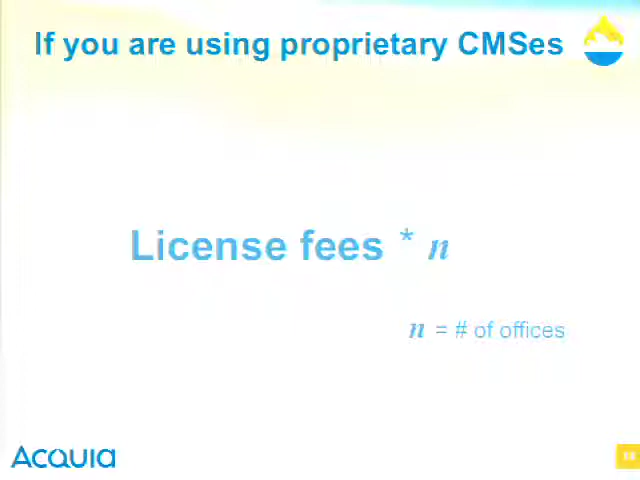 If you are using proprietary CMSes
License fees * n
n = # of offices
Acquia